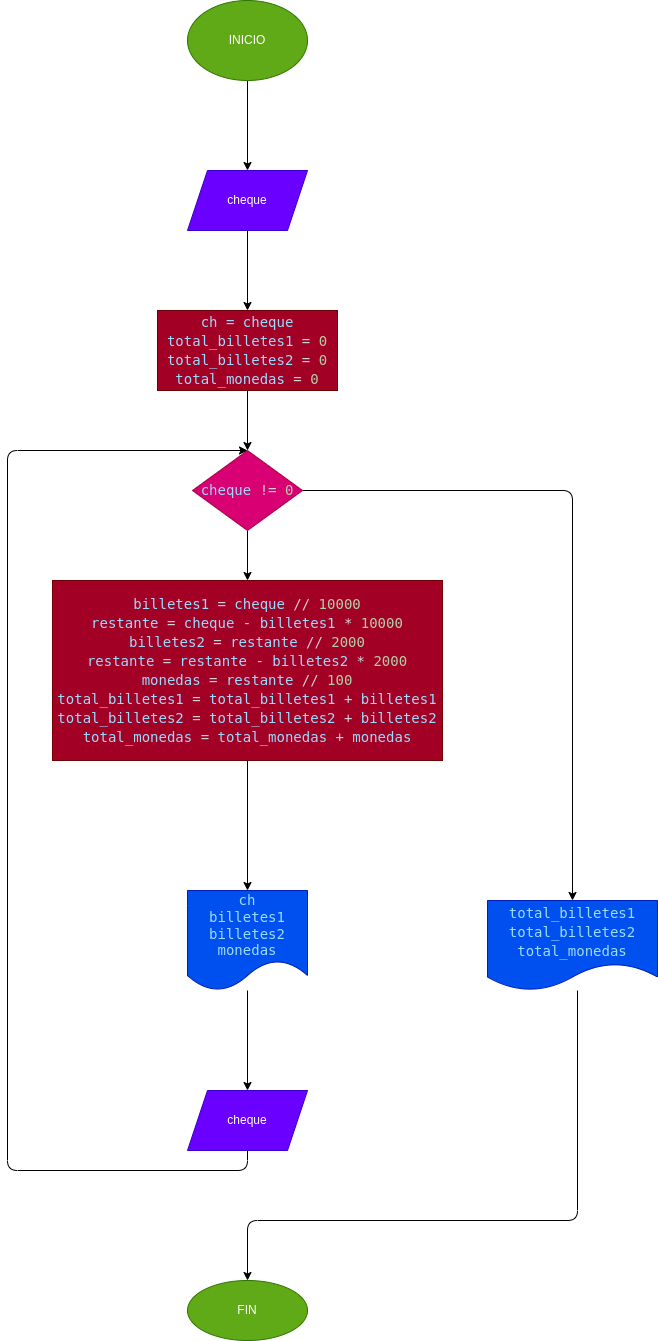 INICIO
cheque
ch = cheque
total_billetes1 = 0
total_billetes2 = 0
total_monedas = 0
cheque != 0
billetes1 = cheque // 10000
restante = cheque - billetes1 * 10000
billetes2 = restante // 2000
restante = restante - billetes2 * 2000
monedas = restante // 100
total_billetes1 = total_billetes1 + billetes1
total_billetes2 = total_billetes2 + billetes2
total_monedas = total_monedas + monedas
ch
billetes1
billetes2
monedas
total_billetes1
total_billetes2
total_monedas
cheque
FIN